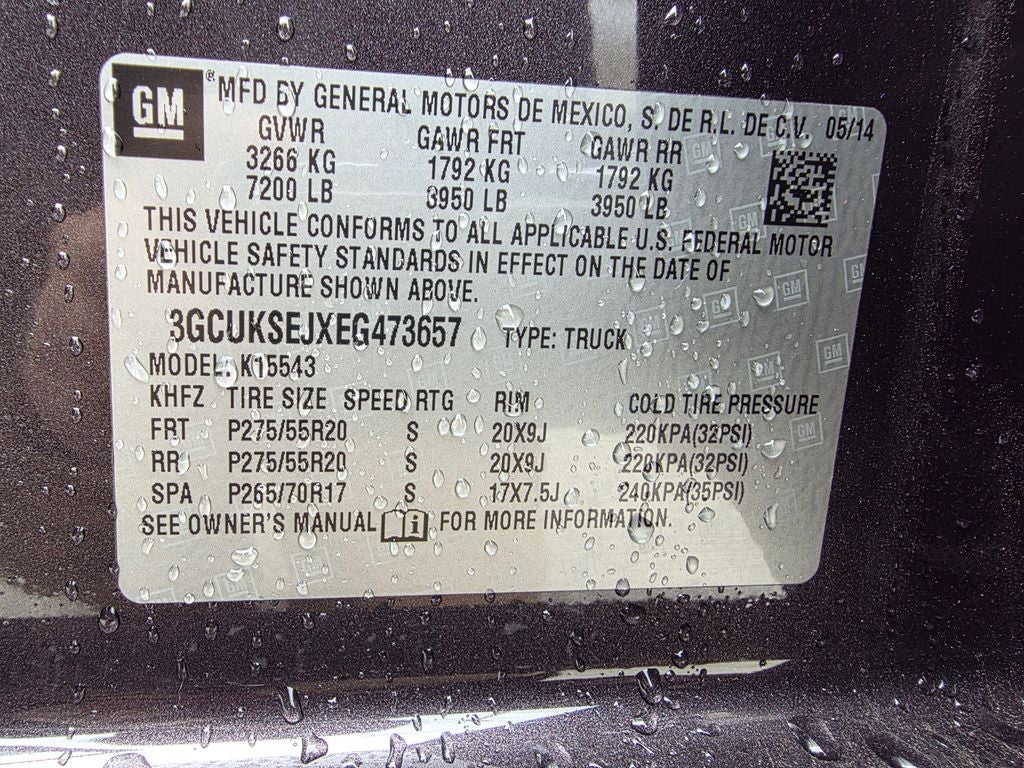 GM ® MFD BY GENERAL MOTORS DE MEXICO, S. DE R.L. DE C.V. 05/14
GVWR GAWR FRT GAWR RR
3266 KG 1792 KG 1792 KG
7200 LB 3950 LB 3950 LB
THIS VEHICLE CONFORMS TO ALL APPLICABLE U.S. FEDERAL MOTOR
VEHICLE SAFETY STANDARDS IN EFFECT ON THE DATE OF
MANUFACTURE SHOWN ABOVE.
3GCUKSEJXEG473657 TYPE: TRUCK
MODEL: K15543
KHFZ TIRE SIZE SPEED RTG RIM COLD TIRE PRESSURE
FRT P275/55R20 S 20X9J 220KPA(32PSI)
RR P275/55R20 S 20X9J 220KPA(32PSI)
SPA P265/70R17 S 17X7.5J 240KPA(35PSI)
SEE OWNER'S MANUAL i FOR MORE INFORMATION.